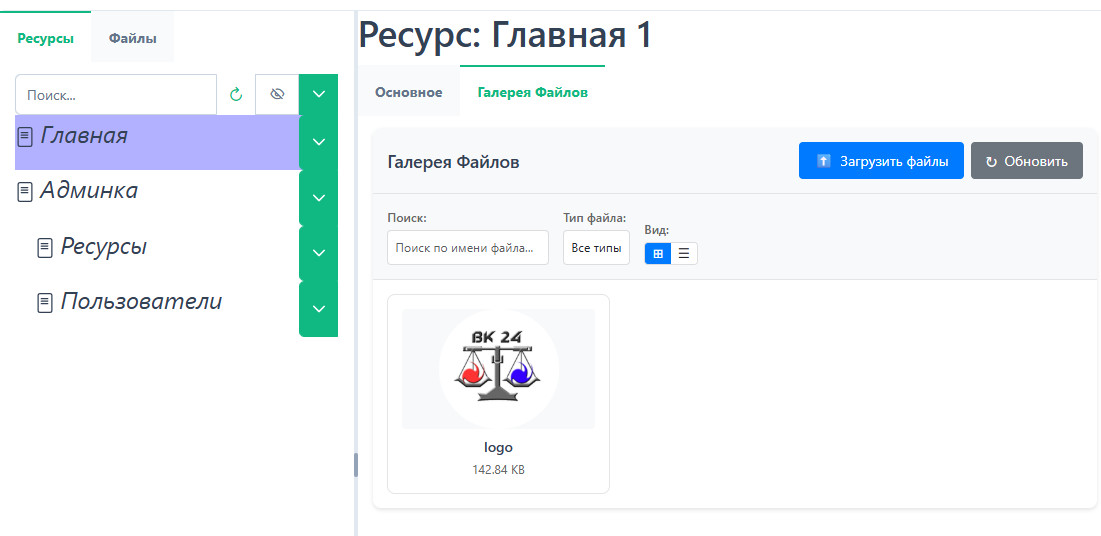 Ресурсы Файлы
Поиск...
Главная
Админка
Ресурсы
Пользователи
Ресурс: Главная 1
Основное Галерея Файлов
Галерея Файлов
Загрузить файлы Обновить
Поиск: Тип файла: Вид:
Поиск по имени файла... Все типы
ВК 24
logo
142.84 KB